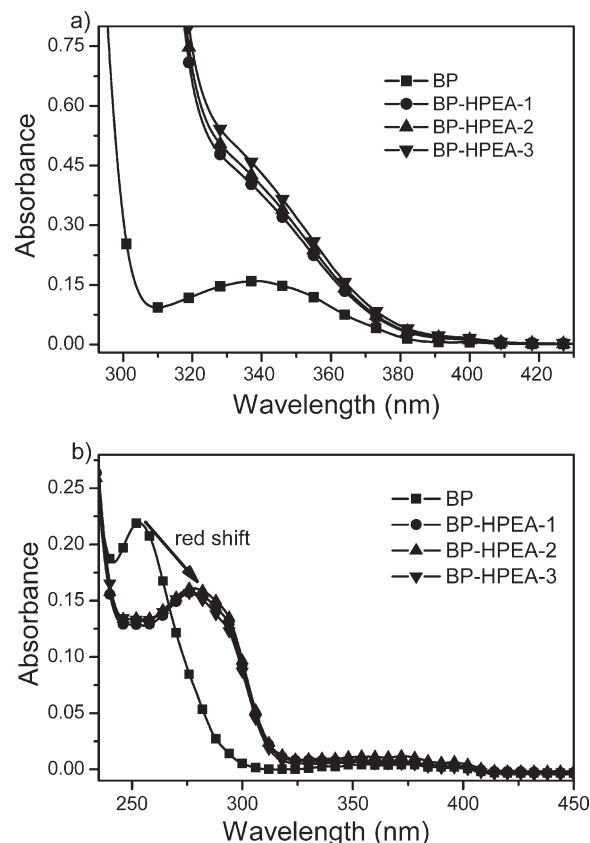 a)
0.75
0.60
0.45
0.30
0.15
0.00
Absorbance
BP
BP-HPEA-1
BP-HPEA-2
BP-HPEA-3
300 320 340 360 380 400 420
Wavelength (nm)
b)
0.25
0.20
0.15
0.10
0.05
0.00
Absorbance
red shift
BP
BP-HPEA-1
BP-HPEA-2
BP-HPEA-3
250 300 350 400 450
Wavelength (nm)